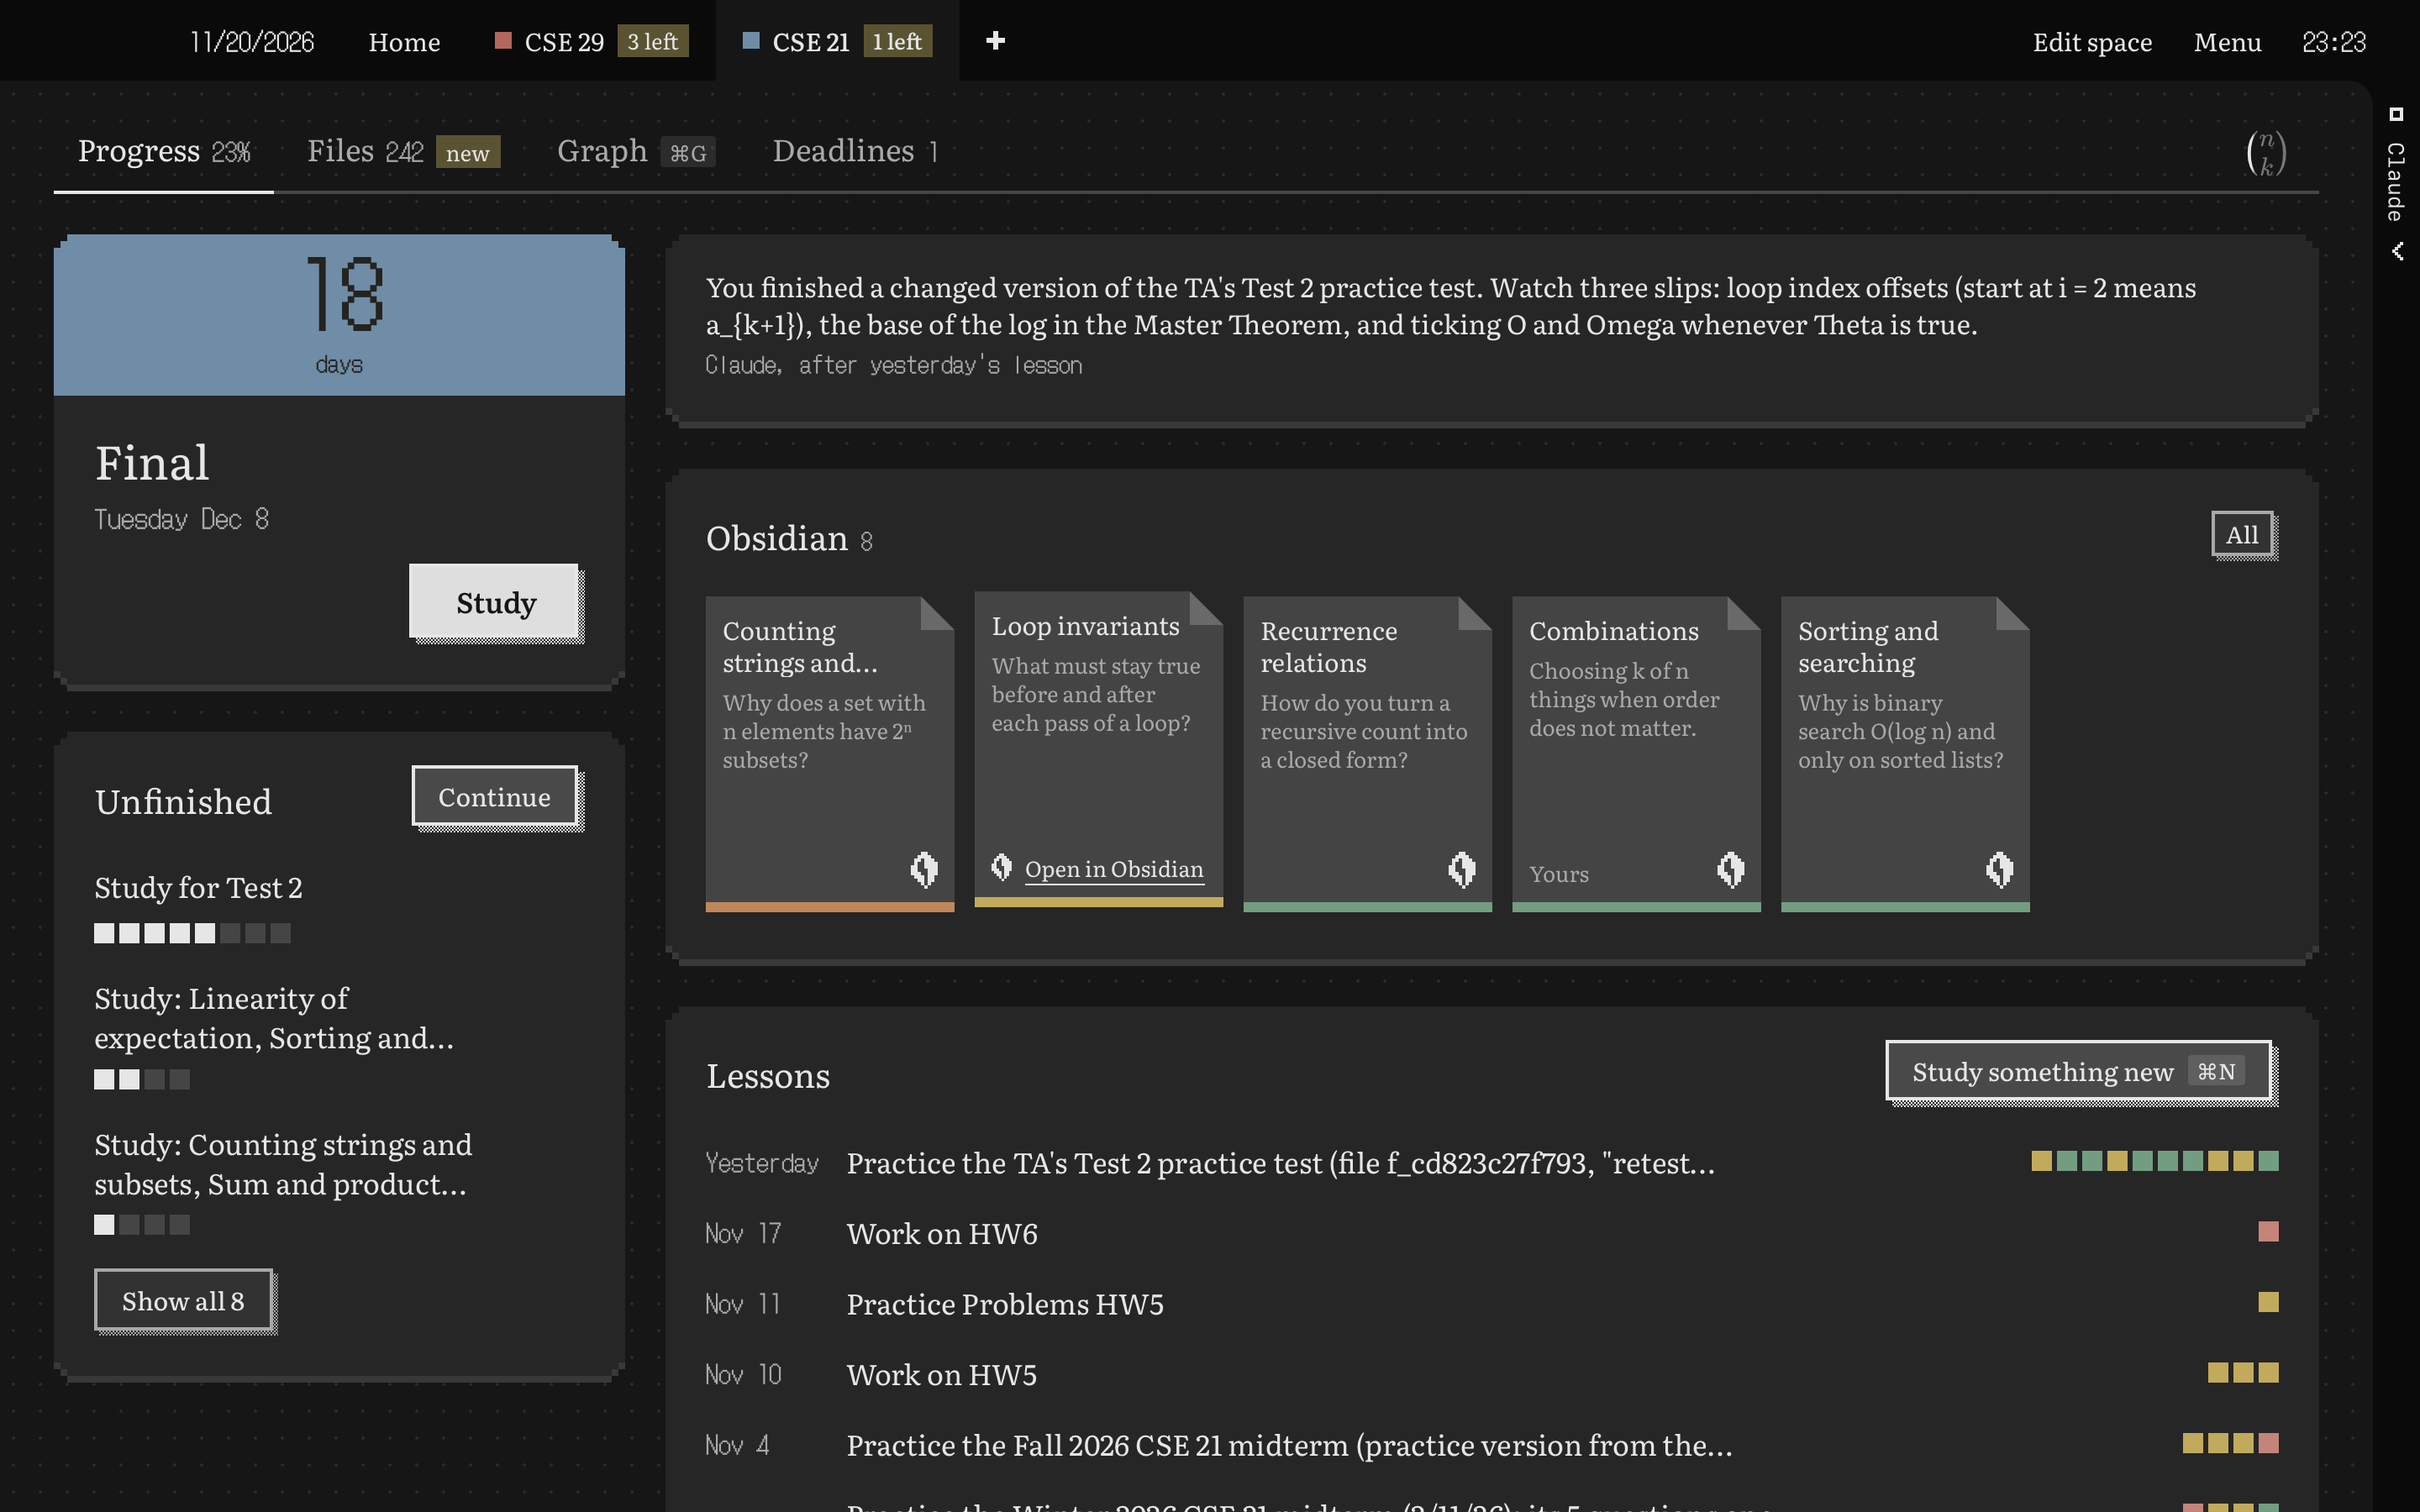 11/20/2026
Home
CSE 29
3 left
CSE 21
1 left
Edit space
Menu
23:23
Claude
Progress 23%
Files 242 new
Graph ⌘G
Deadlines 1
(n
k)
18
days
Final
Tuesday Dec 8
Study
Unfinished
Continue
Study for Test 2
Study: Linearity of
expectation, Sorting and...
Study: Counting strings and
subsets, Sum and product...
Show all 8
You finished a changed version of the TA's Test 2 practice test. Watch three slips: loop index offsets (start at i = 2 means
a_{k+1}), the base of the log in the Master Theorem, and ticking O and Omega whenever Theta is true.
Claude, after yesterday's lesson
Obsidian 8
All
Counting
strings and...
Why does a set with
n elements have 2ⁿ
subsets?
Loop invariants
What must stay true
before and after
each pass of a loop?
Open in Obsidian
Recurrence
relations
How do you turn a
recursive count into
a closed form?
Combinations
Choosing k of n
things when order
does not matter.
Yours
Sorting and
searching
Why is binary
search O(log n) and
only on sorted lists?
Lessons
Study something new ⌘N
Yesterday Practice the TA's Test 2 practice test (file f_cd823c27f793, "retest...
Nov 17 Work on HW6
Nov 11 Practice Problems HW5
Nov 10 Work on HW5
Nov 4 Practice the Fall 2026 CSE 21 midterm (practice version from the...
Practice the Winter 2026 CSE 21 midterm